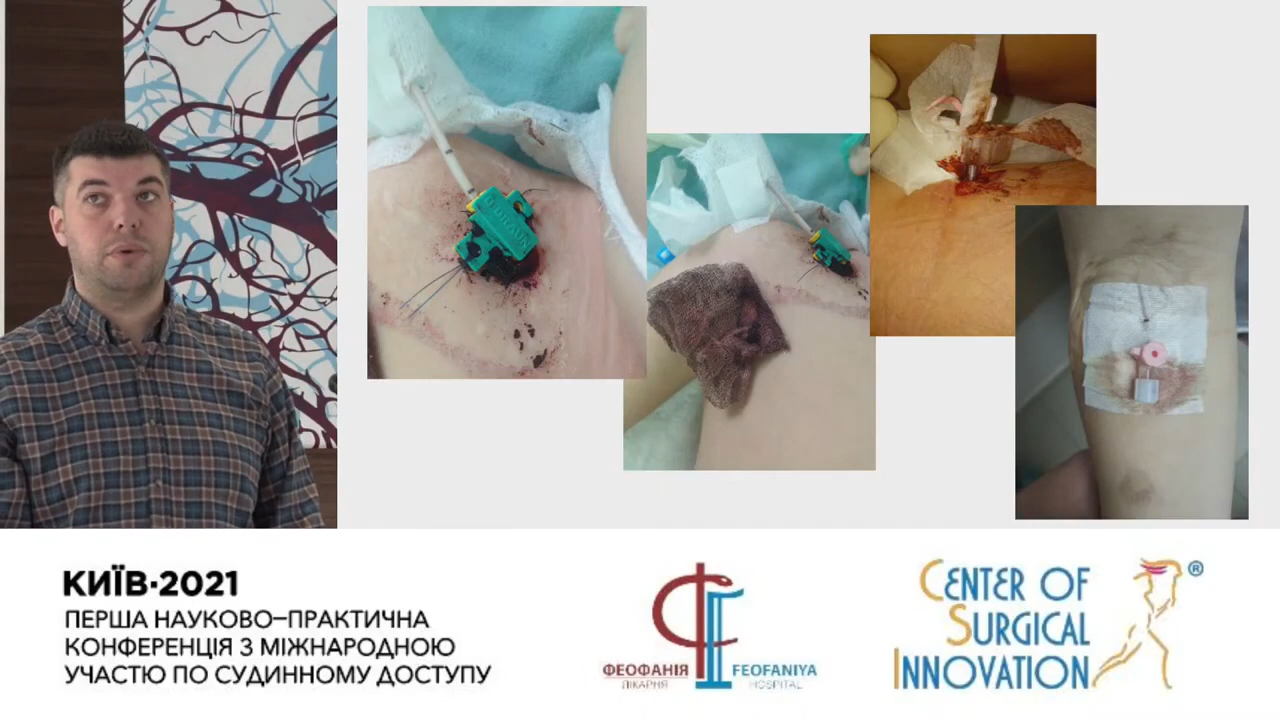 B|BRAUN
КИЇВ·2021
ПЕРША НАУКОВО–ПРАКТИЧНА
КОНФЕРЕНЦІЯ З МІЖНАРОДНОЮ
УЧАСТЮ ПО СУДИННОМУ ДОСТУПУ
ФЕОФАНІЯ
ЛІКАРНЯ
FEOFANIYA
HOSPITAL
CENTER OF
SURGICAL
INNOVATION
®